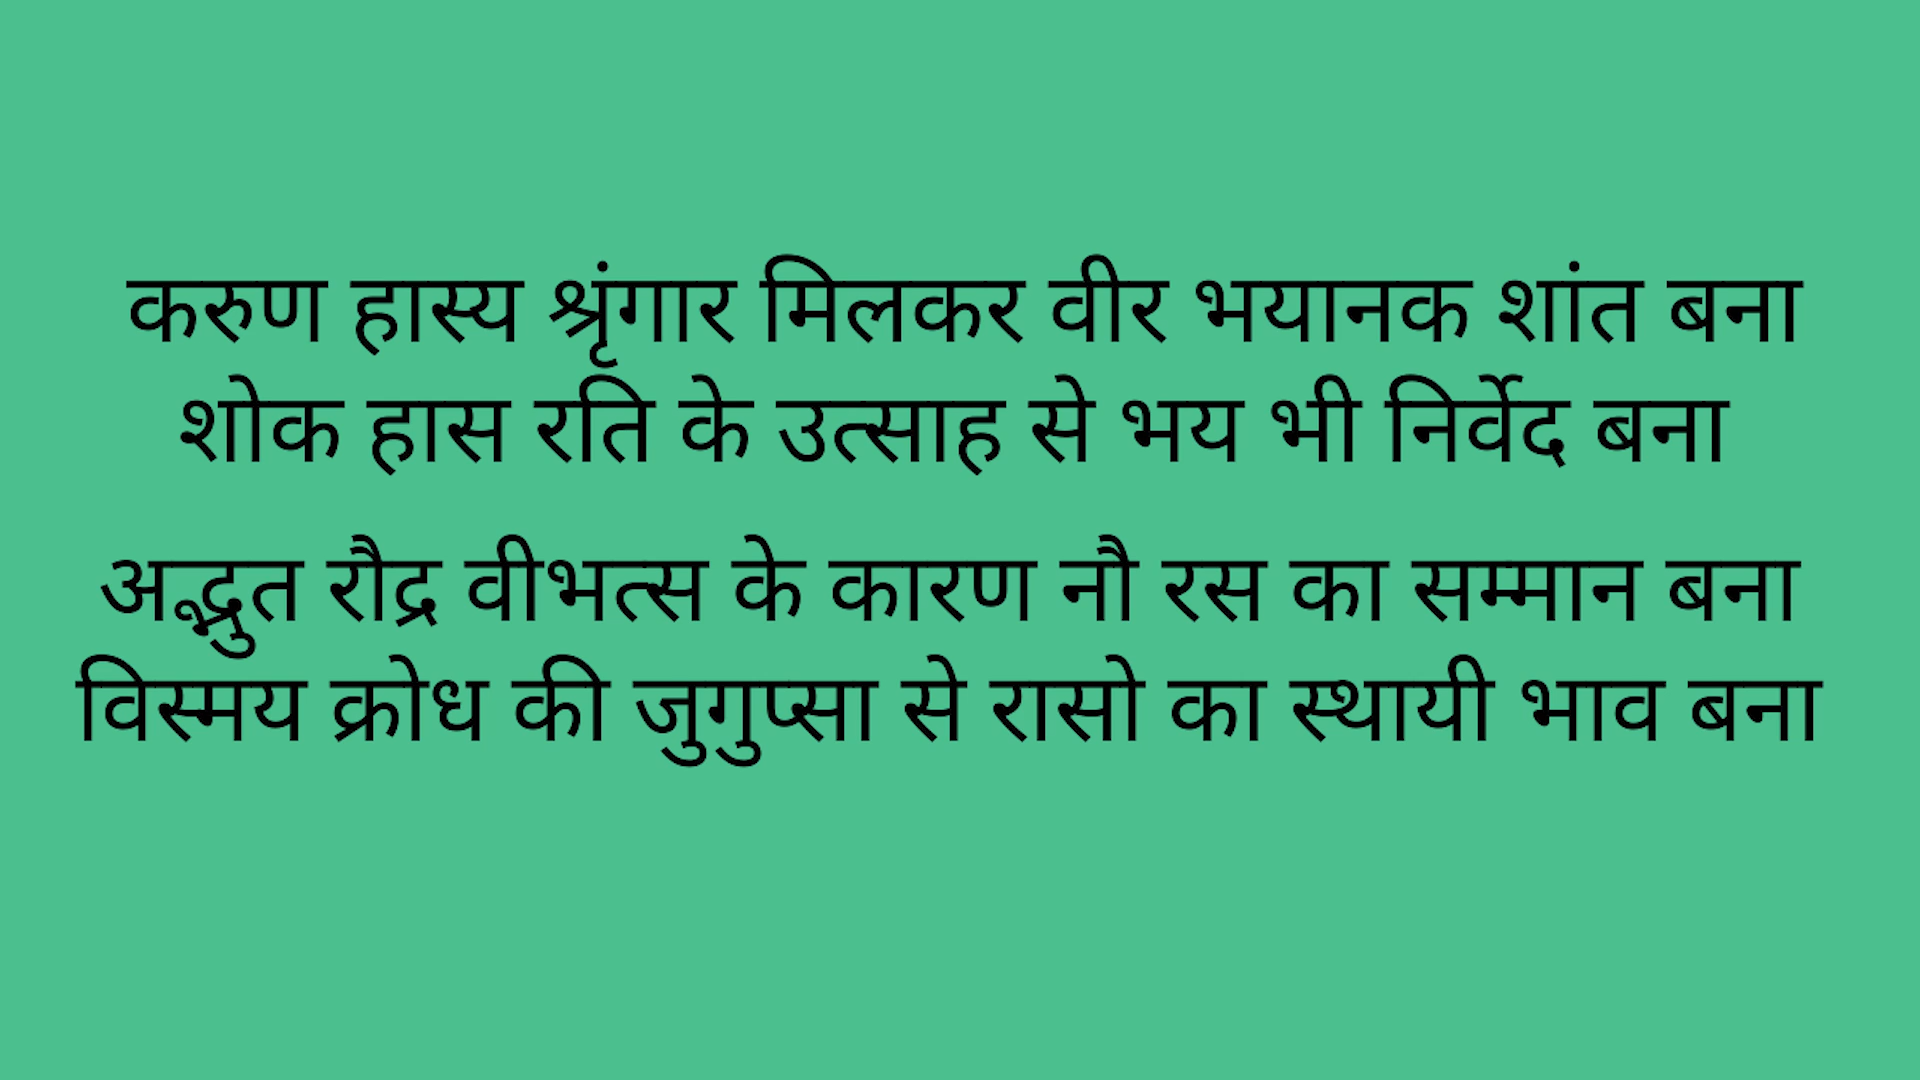 करुण हास्य श्रृंगार मिलकर वीर भयानक शांत बना
शोक हास रति के उत्साह से भय भी निर्वेद बना
अद्भुत रौद्र वीभत्स के कारण नौ रस का सम्मान बना
विस्मय क्रोध की जुगुप्सा से रासो का स्थायी भाव बना